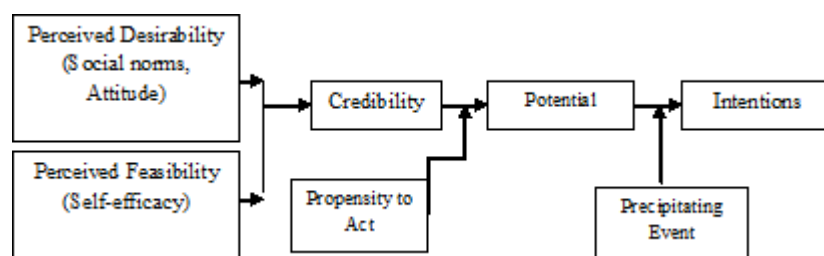 Perceived Desirability
(Social norms,
Attitude)
Perceived Feasibility
(Self-efficacy)
Credibility
Propensity to
Act
Potential
Precipitating
Event
Intentions